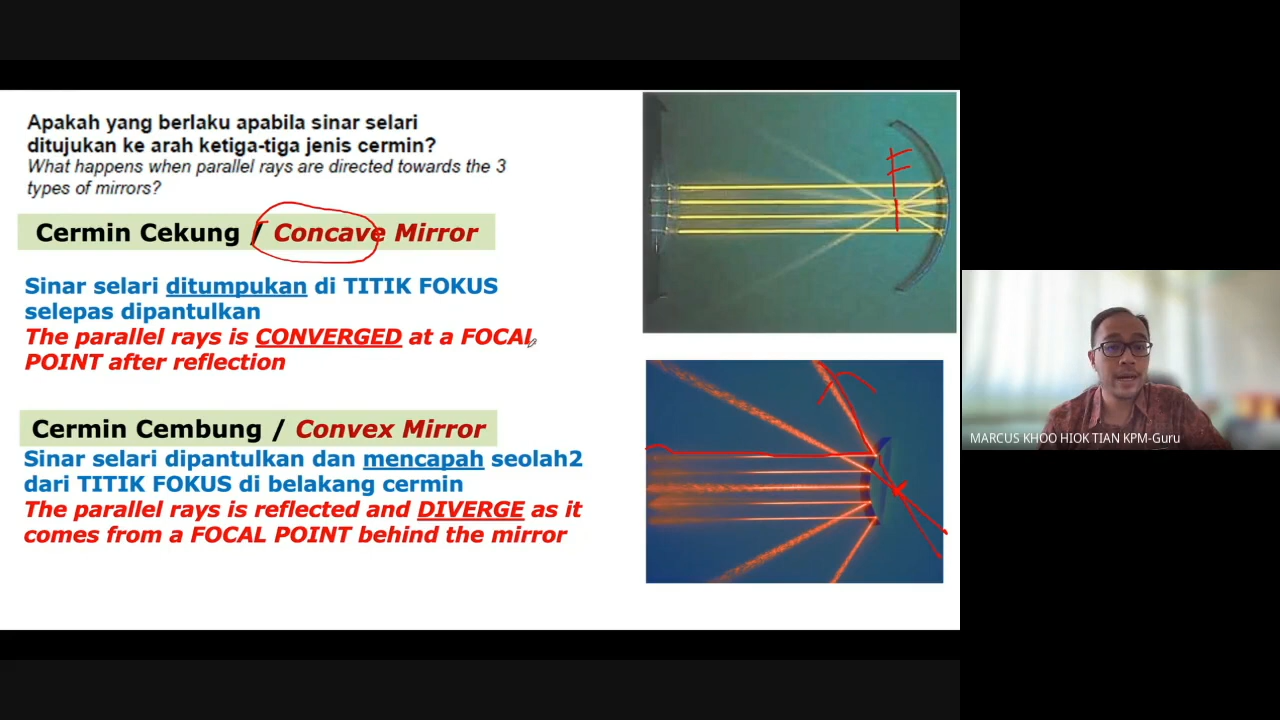 Apakah yang berlaku apabila sinar selari
ditujukan ke arah ketiga-tiga jenis cermin?
What happens when parallel rays are directed towards the 3
types of mirrors?
Cermin Cekung / Concave Mirror
Sinar selari ditumpukan di TITIK FOKUS
selepas dipantulkan
The parallel rays is CONVERGED at a FOCAL
POINT after reflection
Cermin Cembung / Convex Mirror
Sinar selari dipantulkan dan mencapah seolah2
dari TITIK FOKUS di belakang cermin
The parallel rays is reflected and DIVERGE as it
comes from a FOCAL POINT behind the mirror
F
MARCUS KHOO HIOK TIAN KPM-Guru